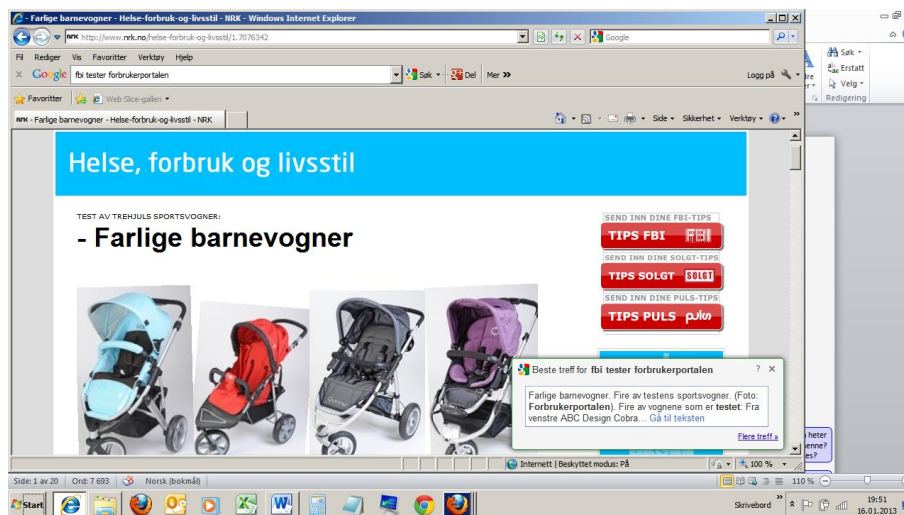 - Farlige barnevogner - Helse-forbruk-og-livsstil - NRK - Windows Internet Explorer
NRK http://www.nrk.no/helse-forbruk-og-livsstil/1.7076342
Google
Fil Rediger Vis Favoritter Verktøy Hjelp
× Google fbi tester forbrukerportalen Søk Del Mer »
Logg på
Favoritter Web Slice-galleri
NRK - Farlige barnevogner - Helse-forbruk-og-livsstil - NRK
Side Sikkerhet Verktøy »
Søk
Erstatt
Velg
Redigering
Helse, forbruk og livsstil
TEST AV TREHJULS SPORTSVOGNER:
- Farlige barnevogner
SEND INN DINE FBI-TIPS
TIPS FBI FBI
SEND INN DINE SOLGT-TIPS
TIPS SOLGT SOLGT
SEND INN DINE PULS-TIPS
TIPS PULS puls
Beste treff for fbi tester forbrukerportalen ? ×
Farlige barnevogner. Fire av testens sportsvogner. (Foto:
Forbrukerportalen). Fire av vognene som er testet: Fra
venstre ABC Design Cobra... Gå til teksten
Flere treff »
heter
Internett | Beskyttet modus: På
100 %
Side: 1 av 20 Ord: 7 693 Norsk (bokmål)
110 %
Start
Skrivebord »
19:51
16.01.2013